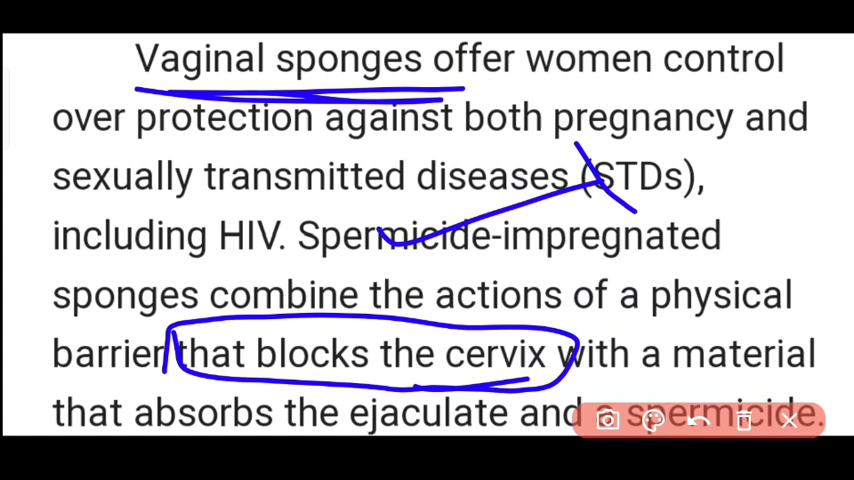 Vaginal sponges offer women control
over protection against both pregnancy and
sexually transmitted diseases (STDs),
including HIV. Spermicide-impregnated
sponges combine the actions of a physical
barrier that blocks the cervix with a material
that absorbs the ejaculate and a spermicide.